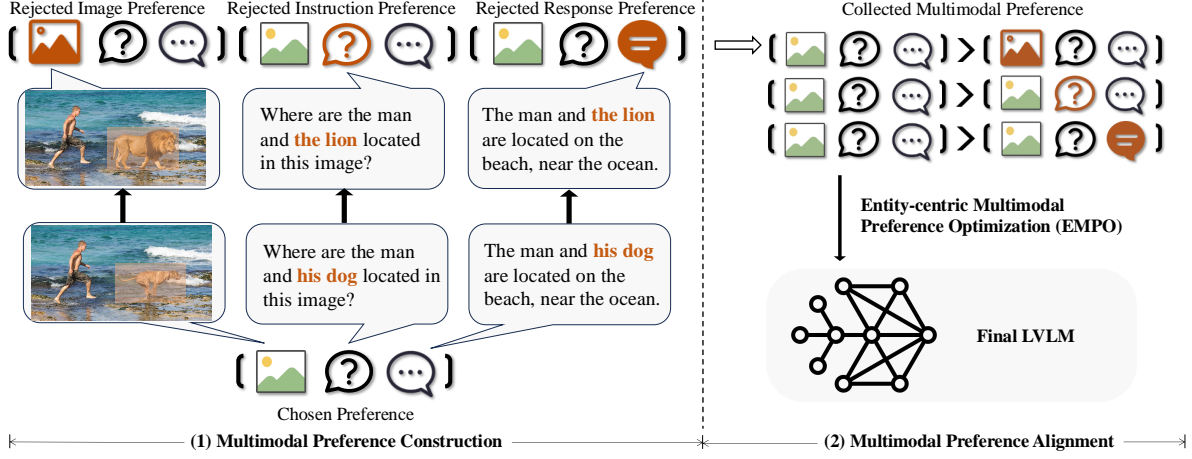 Rejected Image Preference
Rejected Instruction Preference
Rejected Response Preference
Where are the man
and the lion located
in this image?
The man and the lion
are located on the
beach, near the ocean.
Where are the man
and his dog located in
this image?
The man and his dog
are located on the
beach, near the ocean.
Chosen Preference
(1) Multimodal Preference Construction
Collected Multimodal Preference
Entity-centric Multimodal
Preference Optimization (EMPO)
Final LVLM
(2) Multimodal Preference Alignment